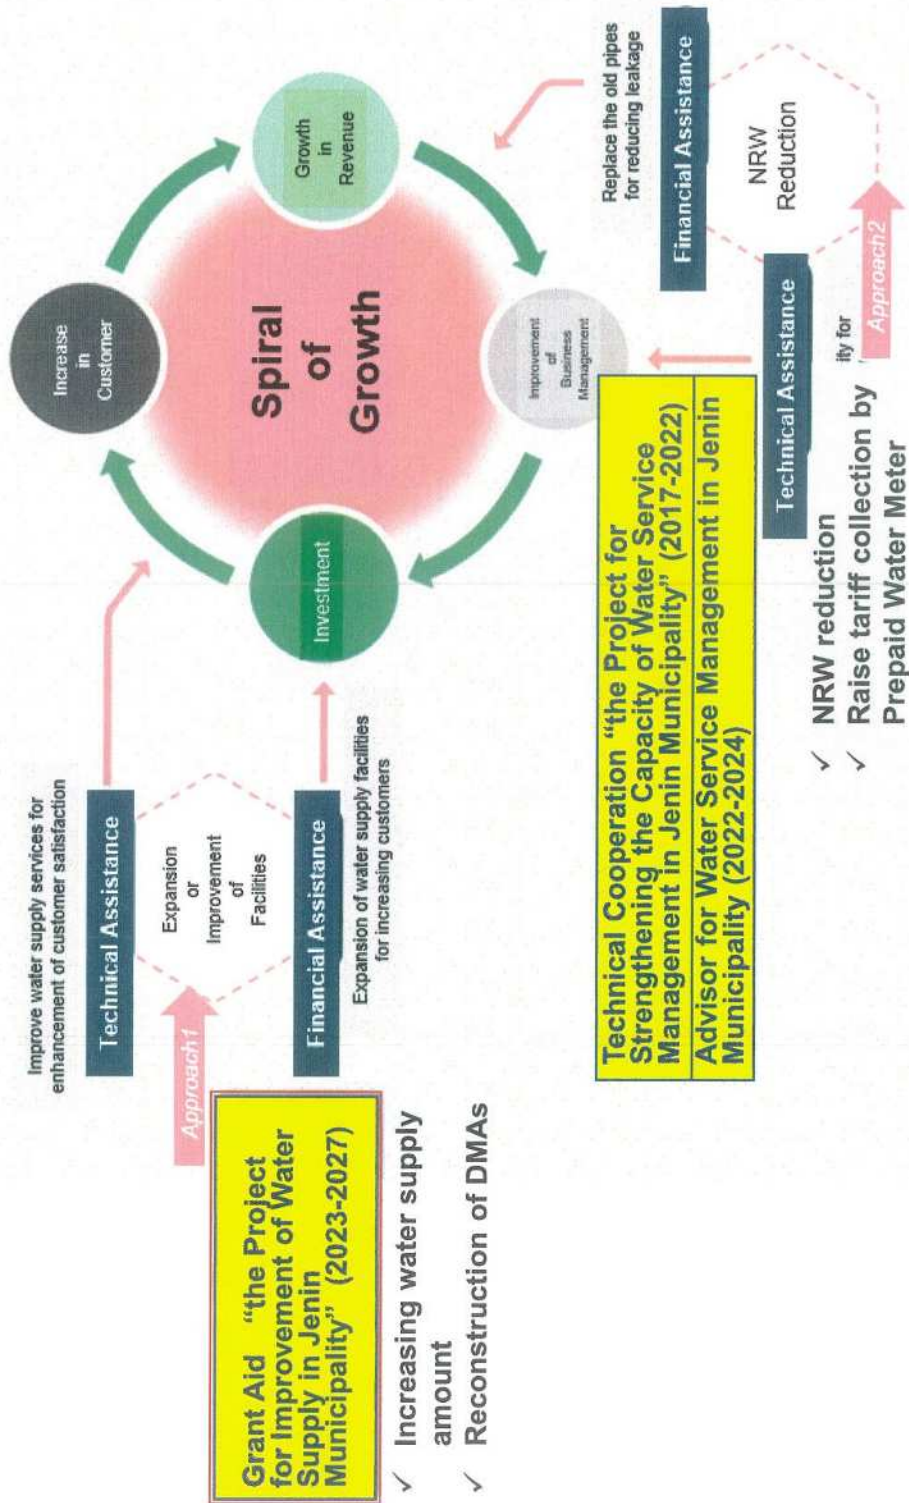 Improve water supply services for
enhancement of customer satisfaction
Technical Assistance
Approach1
Expansion
or
Improvement
of
Facilities
Financial Assistance
Expansion of water supply facilities
for increasing customers
Grant Aid “the Project
for Improvement of Water
Supply in Jenin
Municipality” (2023-2027)
✓ Increasing water supply
amount
✓ Reconstruction of DMAs
Increase
in
Customer
Growth
in
Revenue
Spiral
of
Growth
Investment
Improvement
of
Business
Management
Replace the old pipes
for reducing leakage
Financial Assistance
NRW
Reduction
Technical Assistance
Approach2
ity for
Technical Cooperation “the Project for
Strengthening the Capacity of Water Service
Management in Jenin Municipality” (2017-2022)
Advisor for Water Service Management in Jenin
Municipality (2022-2024)
✓ NRW reduction
✓ Raise tariff collection by
Prepaid Water Meter